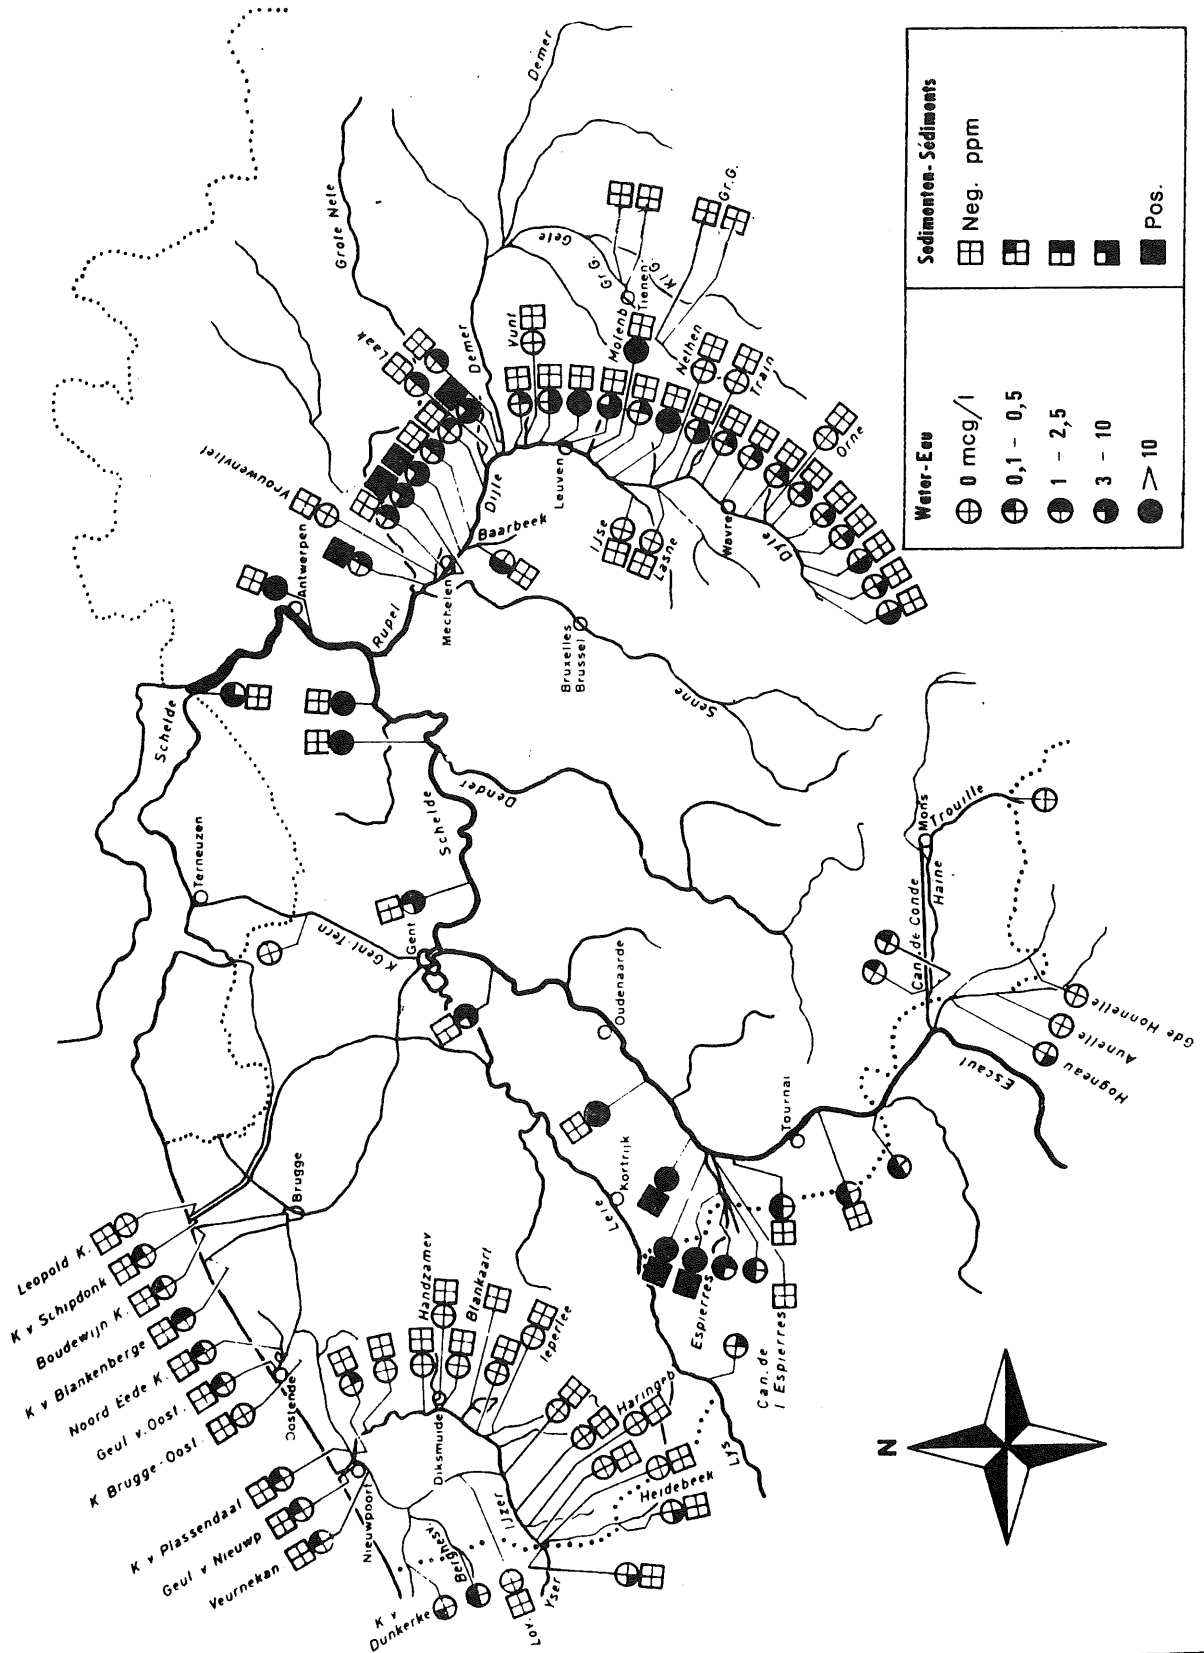 Water-Eau
0 mcg/l
0,1 - 0,5
1 - 2,5
3 - 10
>10
Sedimenten-Sédiments
Neg. ppm
Pos.
Demer
Grote Nete
Laak
Demer
Vrouwenvliet
Antwerpen
Rupel
Mechelen
Dijle
Baarbeek
Vunt
Leuven
Gete
Gr.G.
Molenb
Tienen
Kl G.
Gr.G.
Nethen
Train
Orne
IJse
Lasne
Wavre
Dyle
Bruxelles
Brussel
Senne
Schelde
Schelde
Dender
Terneuzen
K Gent-Tern
Gent
Oudenaarde
Mons
Trouille
Can. de Conde
Haine
Gde Honnelle
Aunelle
Hogneau
Escaut
Tournai
Kortrijk
Leie
Espierres
Can. de
l Espierres
Lys
Brugge
Leopold K.
K v Schipdonk
Boudewijn K.
K v Blankenberge
Noord Eede K.
Geul v. Oost.
K Brugge-Oost.
Oostende
K v Plassendaal
Geul v Nieuwp
Veurnekan
Nieuwpoort
Diksmuide
Handzamev
Blankaart
Ieperlee
Haringeb
Heidebeek
IJzer
Yser
Lov.
Berghesv.
K v
Dunkerke
N